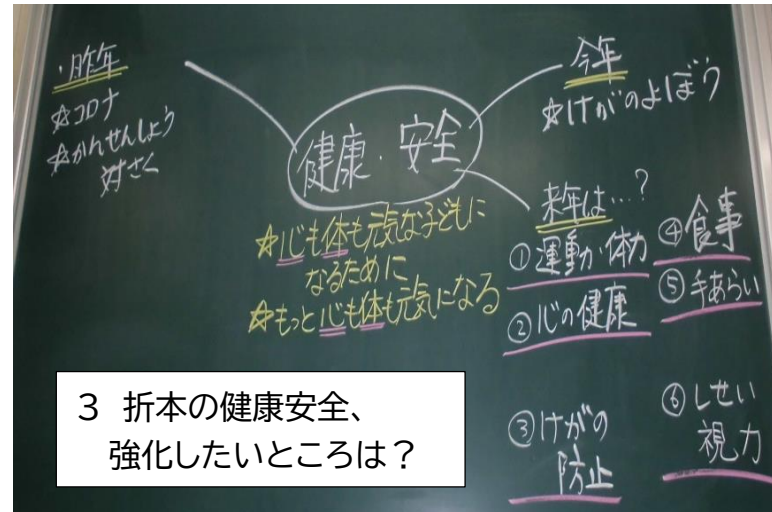 ・昨年
☆コロナ
☆かんせんしょう
対さく
健康・安全
☆心も体も元気な子どもに
なるために
☆もっと心も体も元気になる
今年
☆けがのよぼう
来年は…?
①運動・体力
②心の健康
③けがの
防止
④食事
⑤手あらい
⑥しせい
視力
3 折本の健康安全、
強化したいところは?